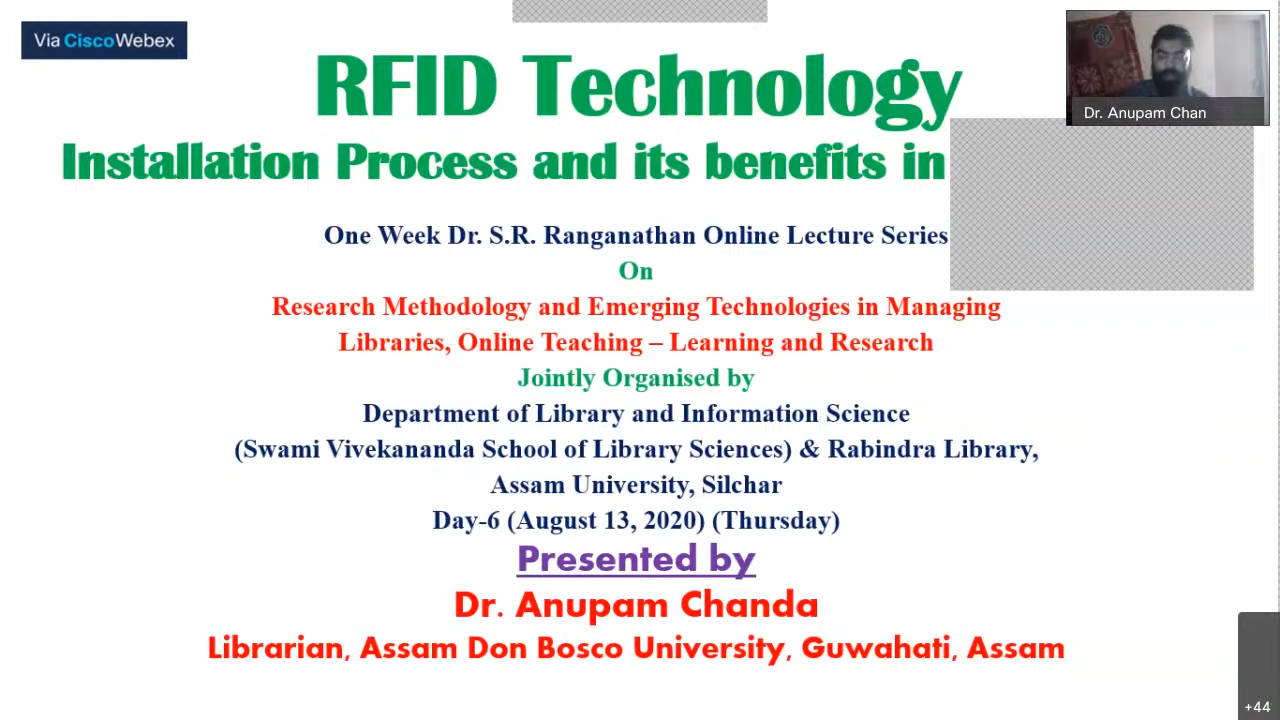 Via Cisco Webex
RFID Technology
Installation Process and its benefits in
Dr. Anupam Chan
One Week Dr. S.R. Ranganathan Online Lecture Series
On
Research Methodology and Emerging Technologies in Managing
Libraries, Online Teaching – Learning and Research
Jointly Organised by
Department of Library and Information Science
(Swami Vivekananda School of Library Sciences) & Rabindra Library,
Assam University, Silchar
Day-6 (August 13, 2020) (Thursday)
Presented by
Dr. Anupam Chanda
Librarian, Assam Don Bosco University, Guwahati, Assam
+44